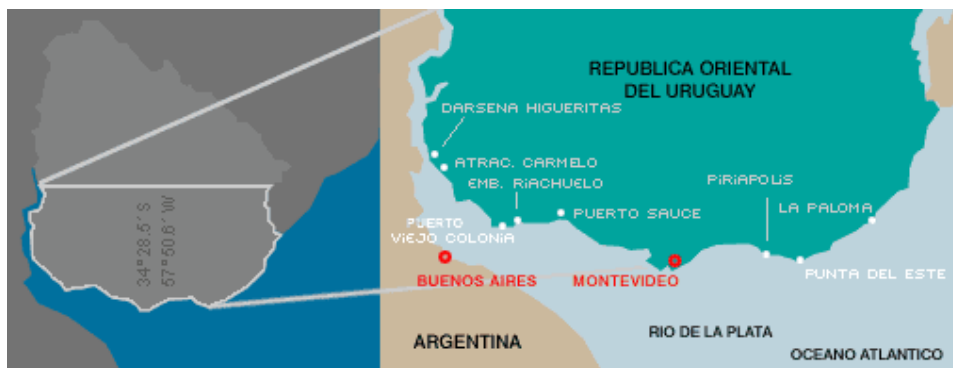 34°28.5´S
57°50.6´W
REPUBLICA ORIENTAL
DEL URUGUAY
DARSENA HIGUERITAS
ATRAC. CARMELO
EMB. RIACHUELO
PIRIAPOLIS
LA PALOMA
PUERTO
VIEJO COLONIA
PUERTO SAUCE
PUNTA DEL ESTE
BUENOS AIRES
MONTEVIDEO
ARGENTINA
RIO DE LA PLATA
OCEANO ATLANTICO